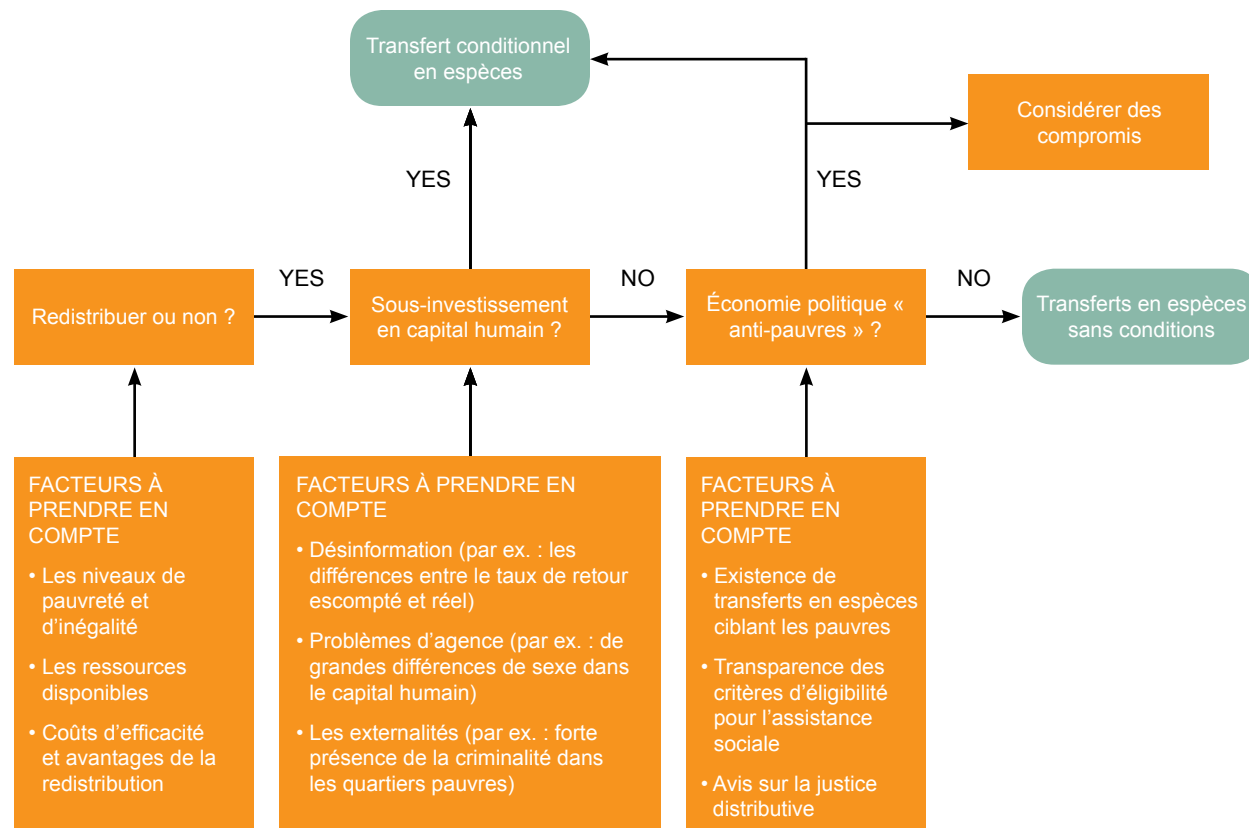 Transfert conditionnel
en espèces
Considérer des
compromis
YES
YES
Redistribuer ou non ?
YES
Sous-investissement
en capital humain ?
NO
Économie politique «
anti-pauvres » ?
NO
Transferts en espèces
sans conditions
FACTEURS À
PRENDRE EN
COMPTE
• Les niveaux de
pauvreté et
d’inégalité
• Les ressources
disponibles
• Coûts d’efficacité
et avantages de la
redistribution
FACTEURS À PRENDRE EN
COMPTE
• Désinformation (par ex. : les
différences entre le taux de retour
escompté et réel)
• Problèmes d’agence (par ex. : de
grandes différences de sexe dans
le capital humain)
• Les externalités (par ex. : forte
présence de la criminalité dans
les quartiers pauvres)
FACTEURS À
PRENDRE EN
COMPTE
• Existence de
transferts en espèces
ciblant les pauvres
• Transparence des
critères d’éligibilité
pour l’assistance
sociale
• Avis sur la justice
distributive